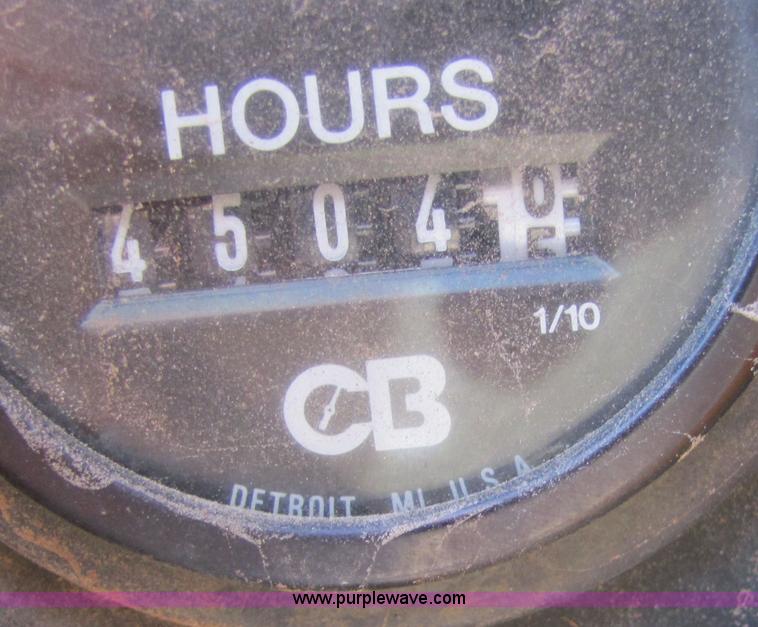 HOURS
4504
1/10
CB
DETROIT, MI. U.S.A.
www.purplewave.com